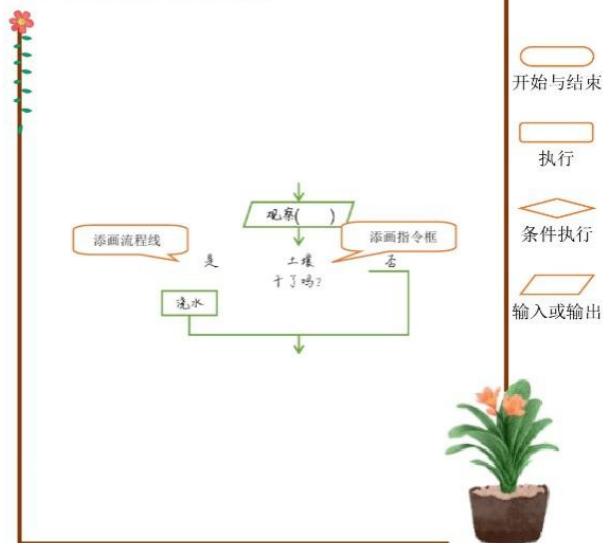 开始与结束
执行
条件执行
输入或输出
观察(　　)
添画流程线
添画指令框
是
土壤
干了吗?
否
浇水